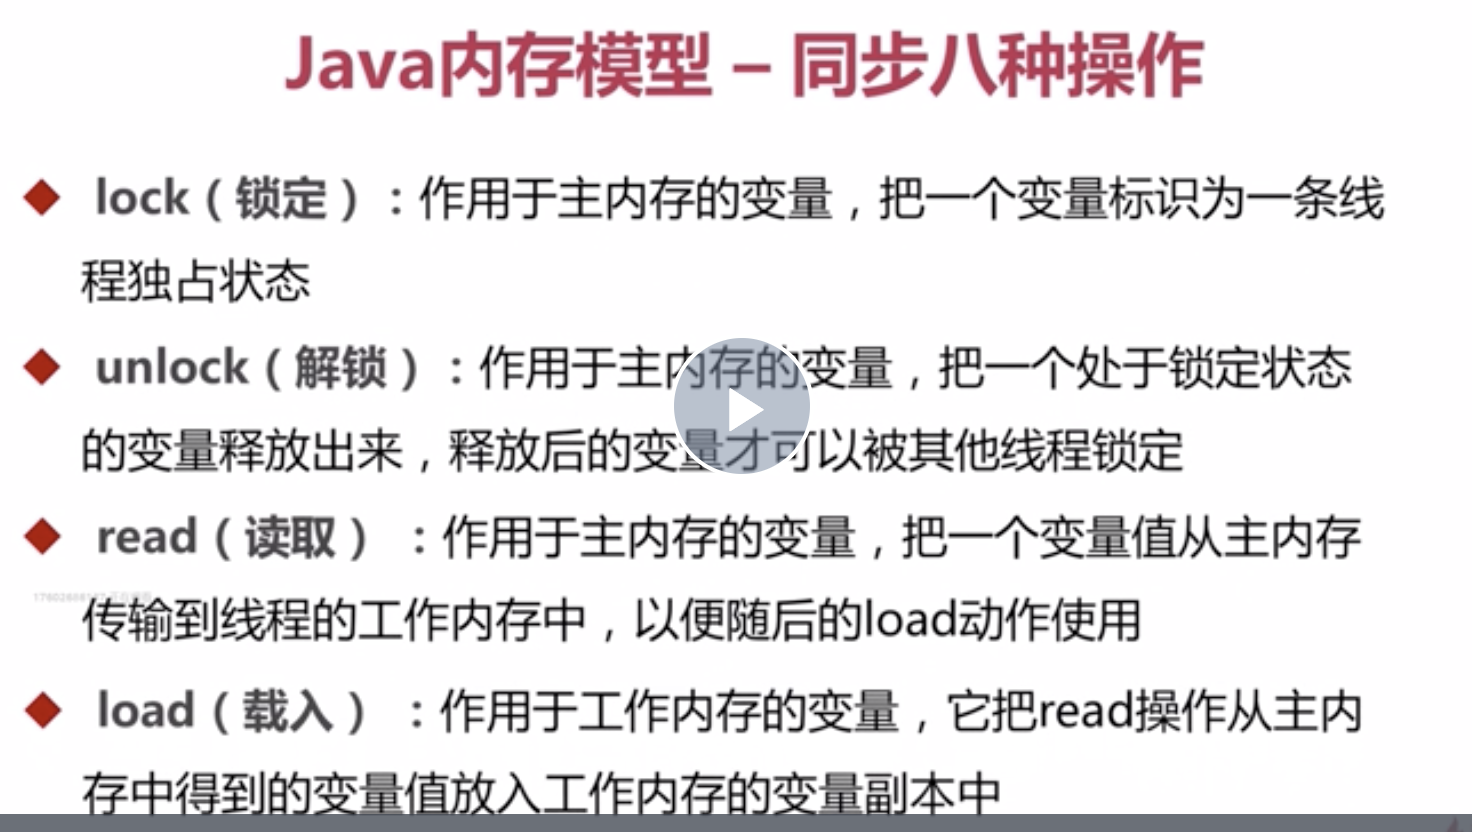 Java内存模型 – 同步八种操作
lock（锁定）：作用于主内存的变量，把一个变量标识为一条线
程独占状态
unlock（解锁）：作用于主内存的变量，把一个处于锁定状态
的变量释放出来，释放后的变量才可以被其他线程锁定
read（读取）：作用于主内存的变量，把一个变量值从主内存
传输到线程的工作内存中，以便随后的load动作使用
load（载入）：作用于工作内存的变量，它把read操作从主内
存中得到的变量值放入工作内存的变量副本中